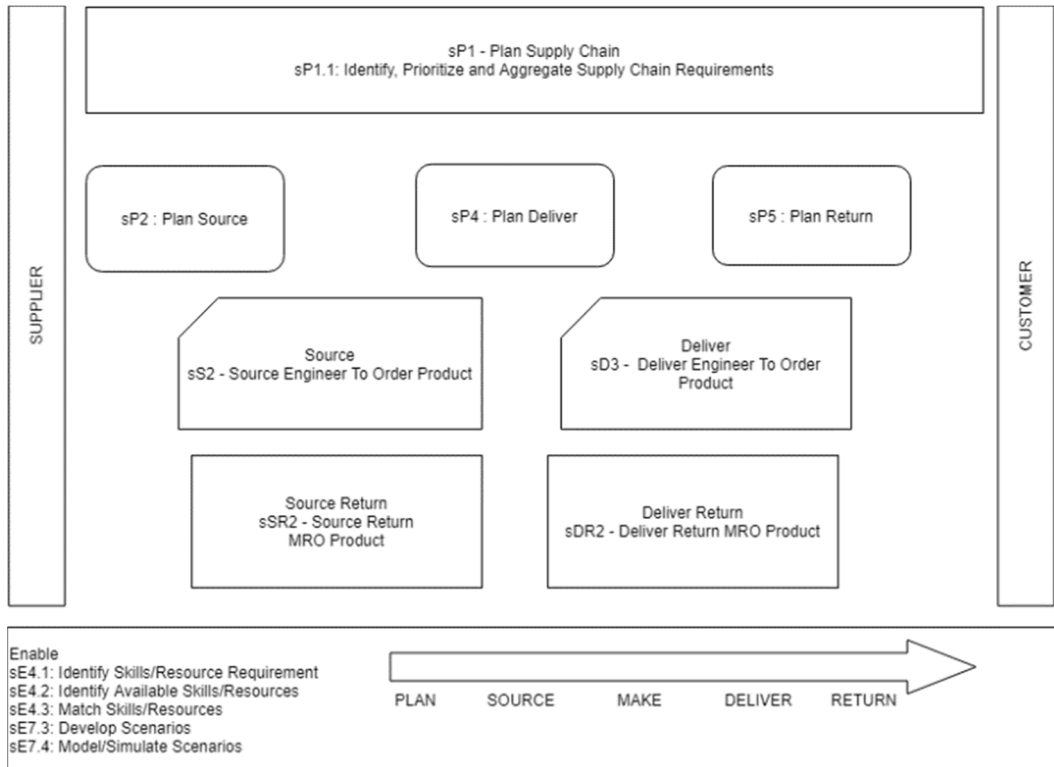 sP1 - Plan Supply Chain
sP1.1: Identify, Prioritize and Aggregate Supply Chain Requirements
SUPPLIER
CUSTOMER
sP2 : Plan Source
sP4 : Plan Deliver
sP5 : Plan Return
Source
sS2 - Source Engineer To Order Product
Deliver
sD3 - Deliver Engineer To Order
Product
Source Return
sSR2 - Source Return
MRO Product
Deliver Return
sDR2 - Deliver Return MRO Product
Enable
sE4.1: Identify Skills/Resource Requirement
sE4.2: Identify Available Skills/Resources
sE4.3: Match Skills/Resources
sE7.3: Develop Scenarios
sE7.4: Model/Simulate Scenarios
PLAN SOURCE MAKE DELIVER RETURN